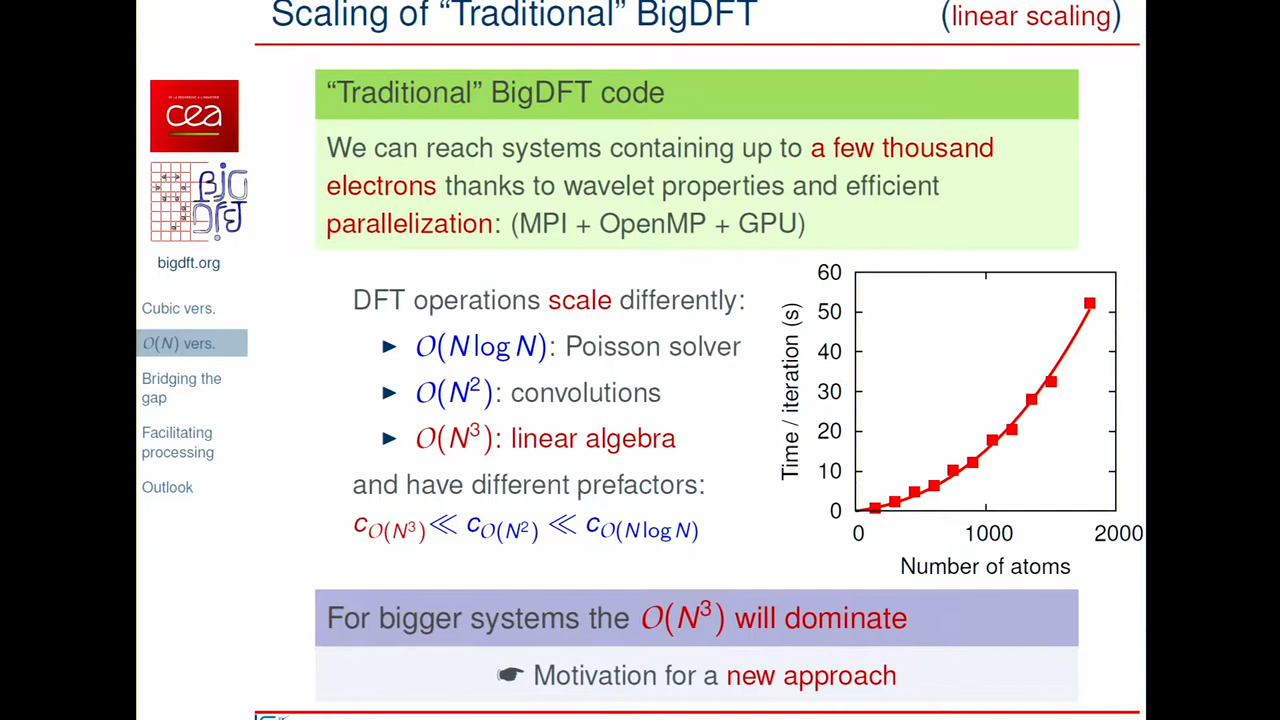 Scaling of “Traditional” BigDFT
(linear scaling)
cea
BigDFT
bigdft.org
Cubic vers.
O(N) vers.
Bridging the
gap
Facilitating
processing
Outlook
“Traditional” BigDFT code
We can reach systems containing up to a few thousand
electrons thanks to wavelet properties and efficient
parallelization: (MPI + OpenMP + GPU)
DFT operations scale differently:
► O(N log N): Poisson solver
► O(N²): convolutions
► O(N³): linear algebra
and have different prefactors:
c_O(N³) ≪ c_O(N²) ≪ c_O(N log N)
Time / iteration (s)
60
50
40
30
20
10
0
0 1000 2000
Number of atoms
For bigger systems the O(N³) will dominate
☛ Motivation for a new approach